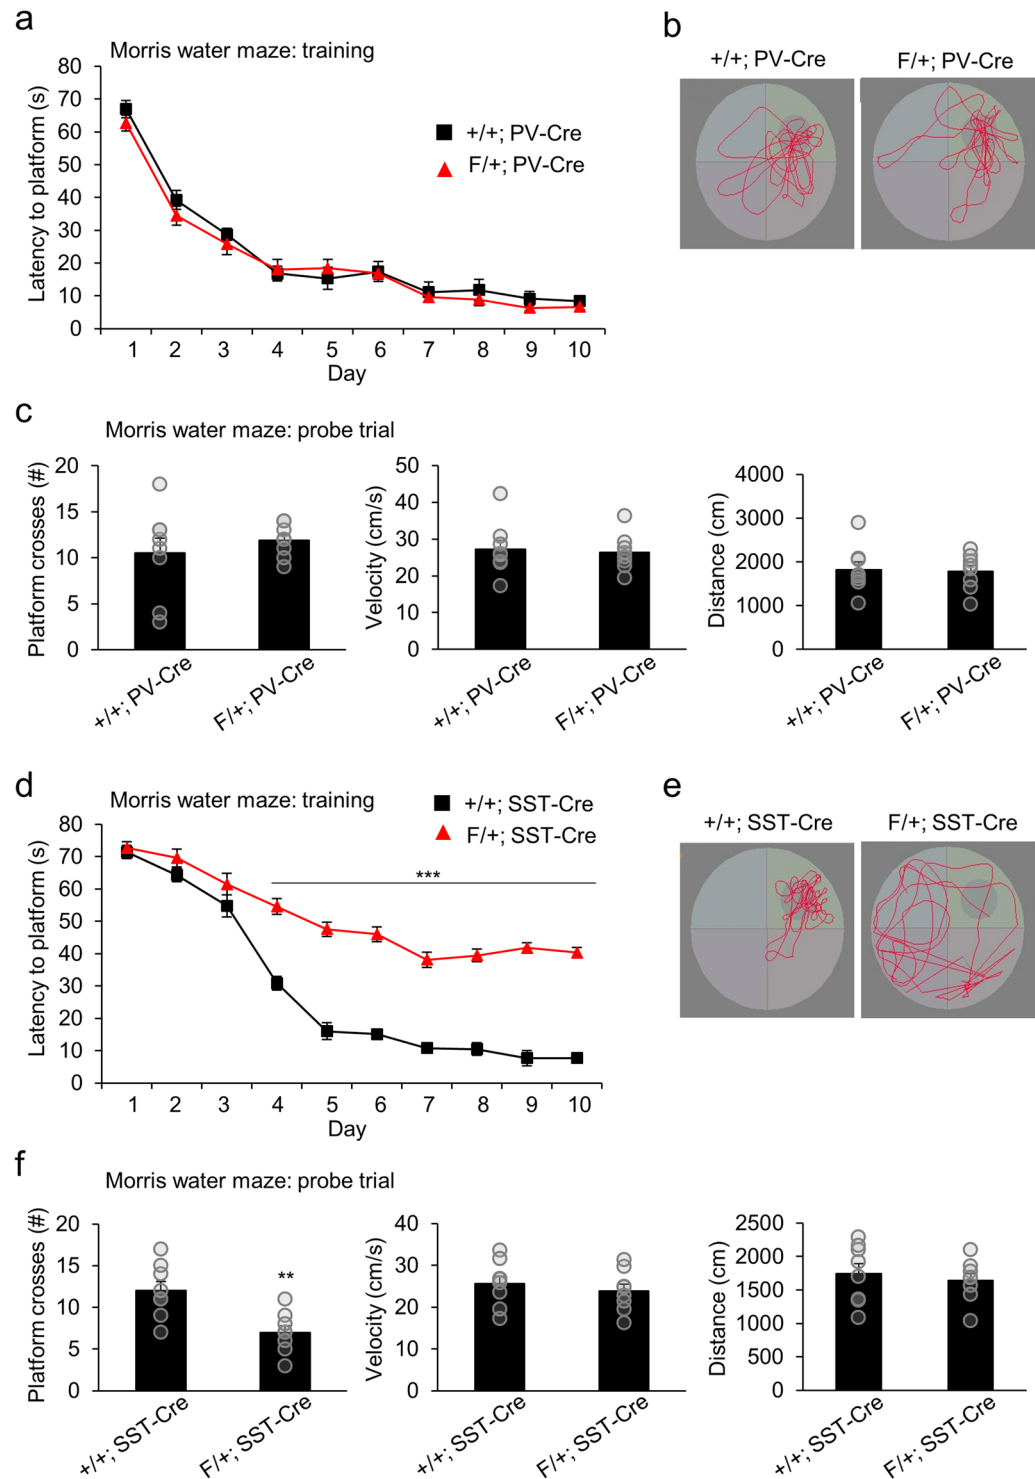 a
Morris water maze: training
Latency to platform (s)
80
70
60
50
40
30
20
10
0
1 2 3 4 5 6 7 8 9 10
Day
+/+; PV-Cre
F/+; PV-Cre
b
+/+; PV-Cre F/+; PV-Cre
c
Morris water maze: probe trial
Platform crosses (#)
20
15
10
5
0
+/+; PV-Cre F/+; PV-Cre
Velocity (cm/s)
50
40
30
20
10
0
+/+; PV-Cre F/+; PV-Cre
Distance (cm)
4000
3000
2000
1000
0
+/+; PV-Cre F/+; PV-Cre
d
Morris water maze: training
+/+; SST-Cre
F/+; SST-Cre
Latency to platform (s)
80
70
60
50
40
30
20
10
0
***
1 2 3 4 5 6 7 8 9 10
Day
e
+/+; SST-Cre F/+; SST-Cre
f
Morris water maze: probe trial
Platform crosses (#)
20
15
10
5
0
**
+/+; SST-Cre F/+; SST-Cre
Velocity (cm/s)
40
30
20
10
0
+/+; SST-Cre F/+; SST-Cre
Distance (cm)
2500
2000
1500
1000
500
0
+/+; SST-Cre F/+; SST-Cre